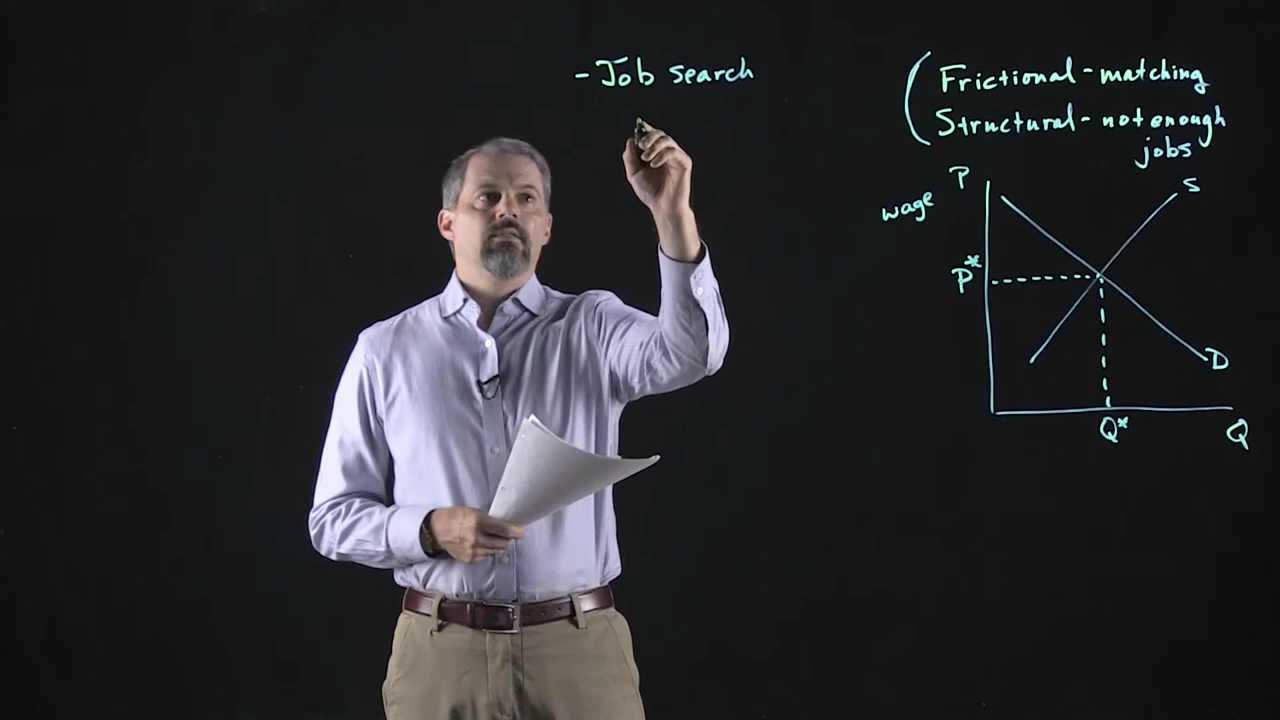 - Job search
Frictional - matching
Structural - not enough
jobs
P
wage
S
P*
D
Q*
Q